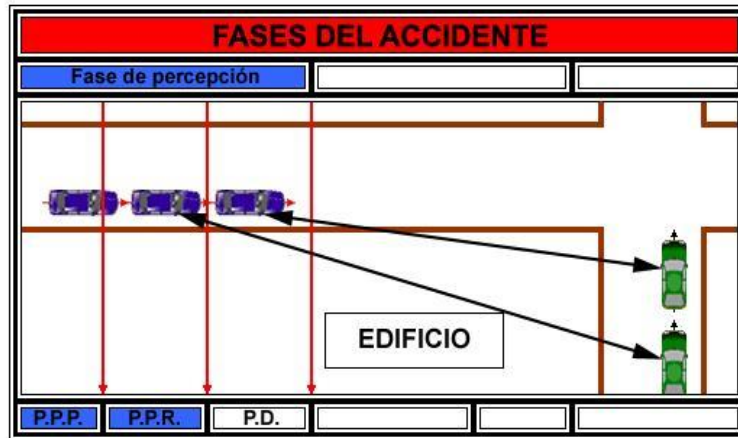 FASES DEL ACCIDENTE
Fase de percepción
EDIFICIO
P.P.P. P.P.R. P.D.